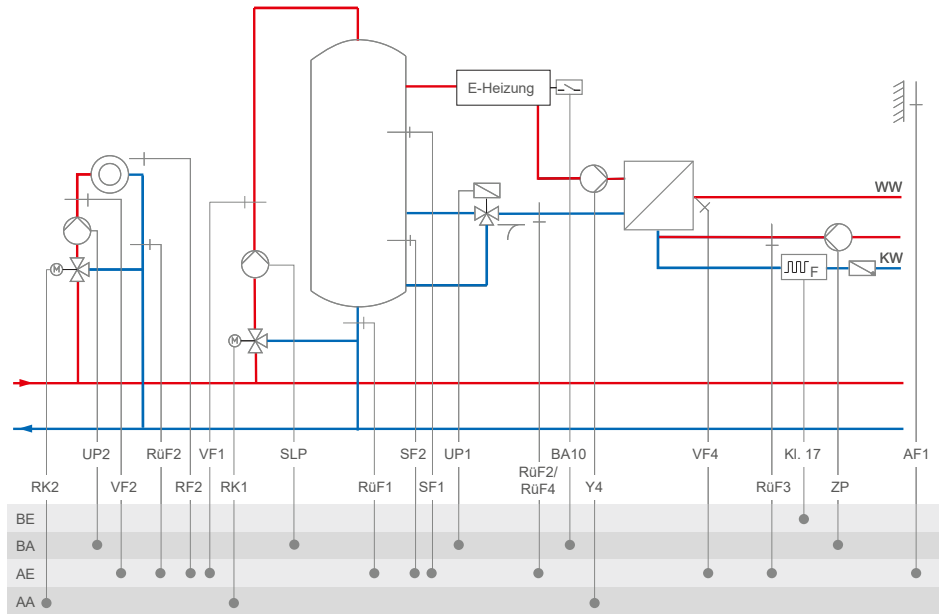 E-Heizung
WW
M
F
KW
M
UP2 RüF2 VF1 SLP SF2 UP1 BA10 VF4 Kl. 17 AF1
RüF2/
RüF4
RK2 VF2 RF2 RK1 RüF1 SF1 Y4 RüF3 ZP
BE
BA
AE
AA